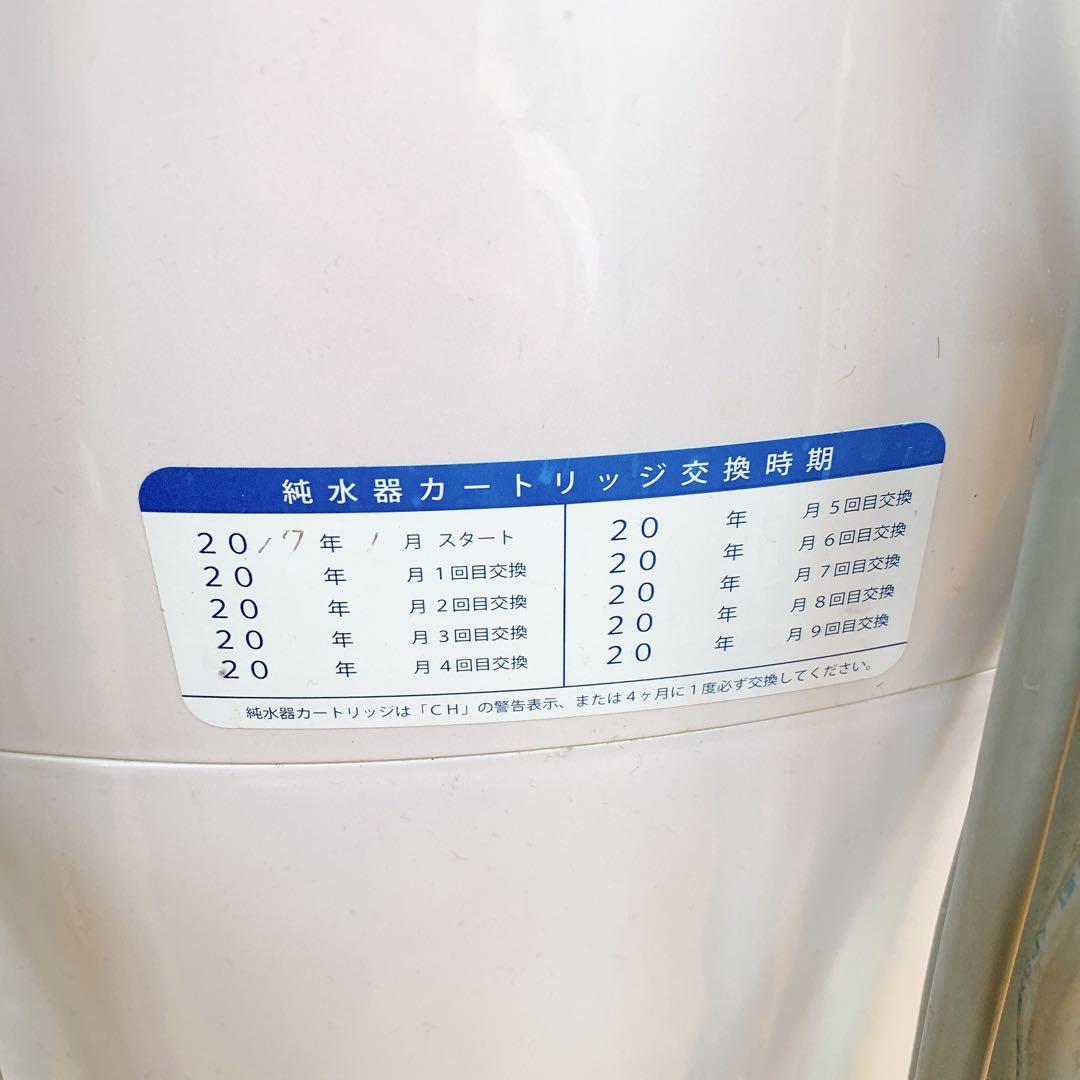 純水器カートリッジ交換時期
2017年 1月 スタート
20 年 月 1回目交換
20 年 月 2回目交換
20 年 月 3回目交換
20 年 月 4回目交換
20 年 月 5回目交換
20 年 月 6回目交換
20 年 月 7回目交換
20 年 月 8回目交換
20 年 月 9回目交換
純水器カートリッジは「ＣＨ」の警告表示、または４ヶ月に１度必ず交換してください。